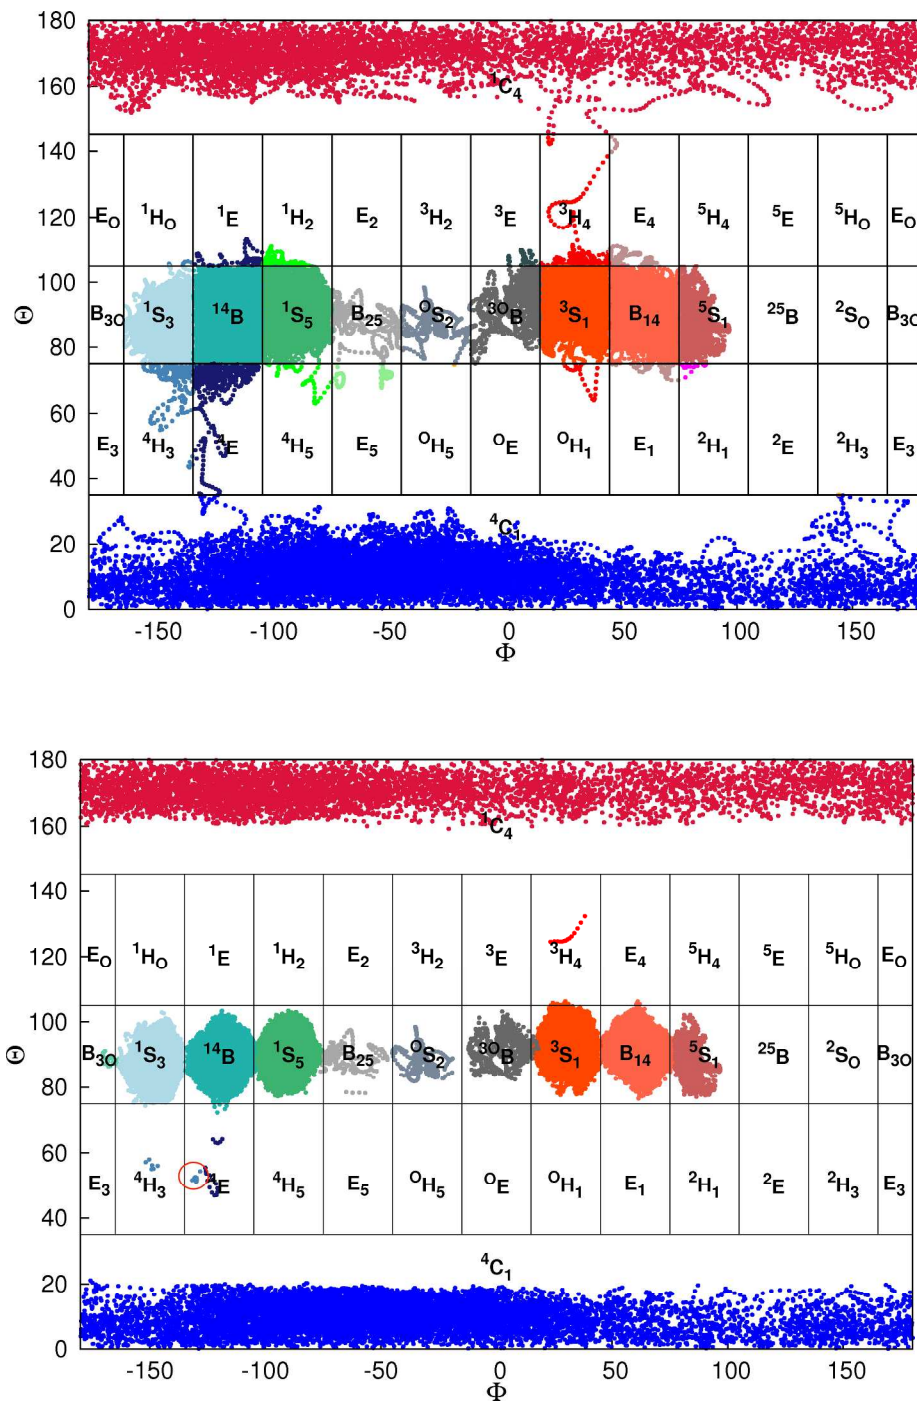 180
160
¹C₄
140
120
E_O ¹H_O ¹E ¹H₂ E₂ ³H₂ ³E ³H₄ E₄ ⁵H₄ ⁵E ⁵H_O E_O
100
Θ B₃O ¹S₃ ¹⁴B ¹S₅ B₂₅ ᴼS₂ ³ᴼB ³S₁ B₁₄ ⁵S₁ ²⁵B ²S_O B₃O
80
60
E₃ ⁴H₃ ⁴E ⁴H₅ E₅ ᴼH₅ ᴼE ᴼH₁ E₁ ²H₁ ²E ²H₃ E₃
40
⁴C₁
20
0
-150 -100 -50 0 50 100 150
Φ
180
160
¹C₄
140
120
E_O ¹H_O ¹E ¹H₂ E₂ ³H₂ ³E ³H₄ E₄ ⁵H₄ ⁵E ⁵H_O E_O
100
Θ B₃O ¹S₃ ¹⁴B ¹S₅ B₂₅ ᴼS₂ ³ᴼB ³S₁ B₁₄ ⁵S₁ ²⁵B ²S_O B₃O
80
60
E₃ ⁴H₃ ⁴E ⁴H₅ E₅ ᴼH₅ ᴼE ᴼH₁ E₁ ²H₁ ²E ²H₃ E₃
40
⁴C₁
20
0
-150 -100 -50 0 50 100 150
Φ